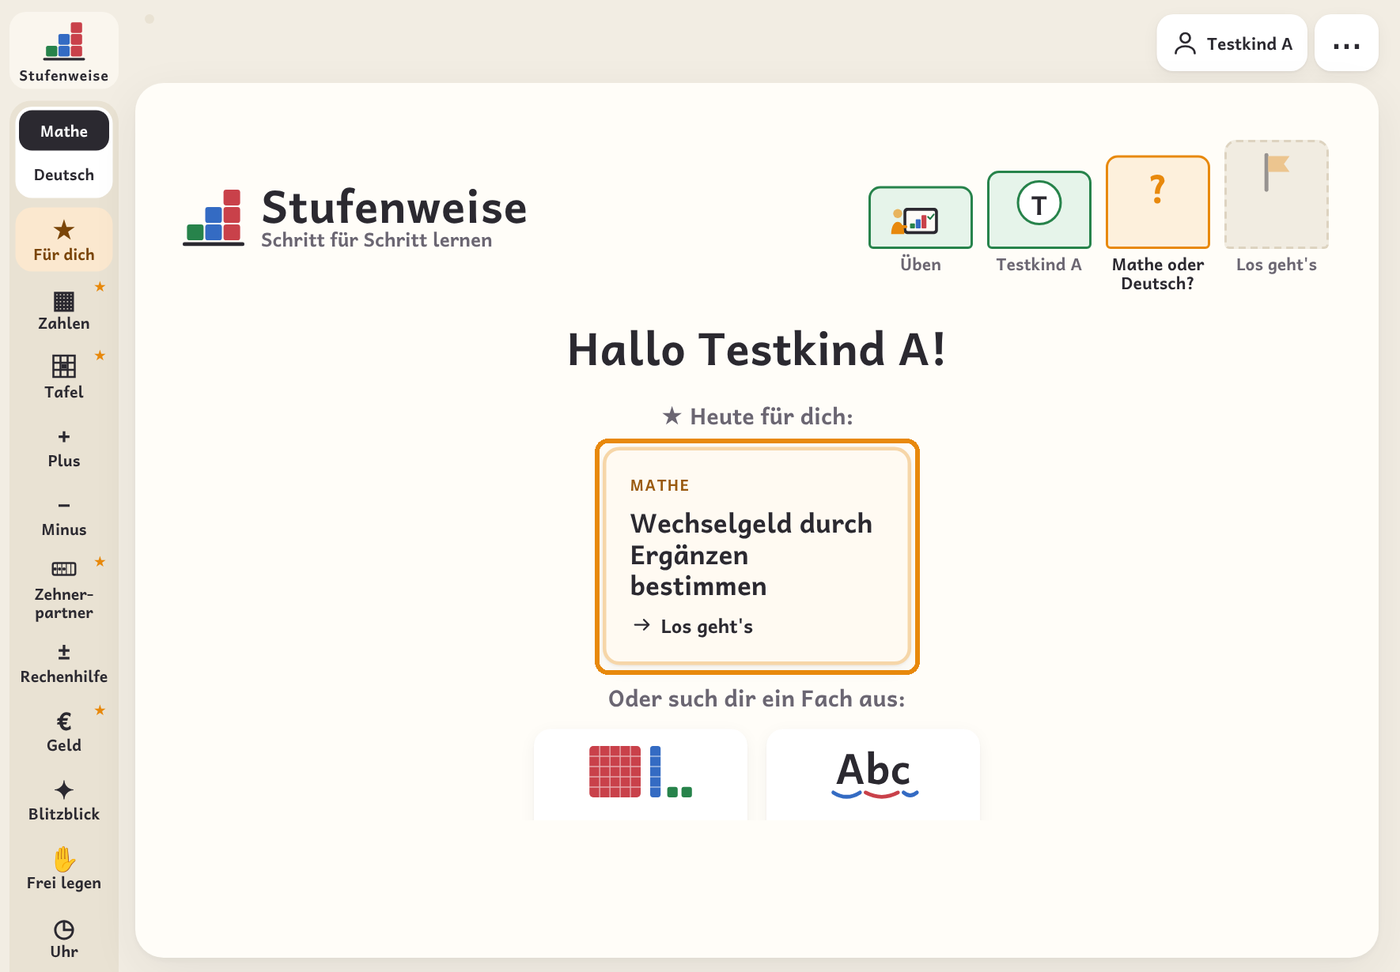 Stufenweise
Mathe
Deutsch
Für dich
Zahlen
Tafel
Plus
Minus
Zehner-
partner
Rechenhilfe
€
Geld
Blitzblick
Frei legen
Uhr
Testkind A
...
Stufenweise
Schritt für Schritt lernen
Üben
T
Testkind A
?
Mathe oder
Deutsch?
Los geht's
Hallo Testkind A!
★ Heute für dich:
MATHE
Wechselgeld durch
Ergänzen
bestimmen
→ Los geht's
Oder such dir ein Fach aus:
Abc